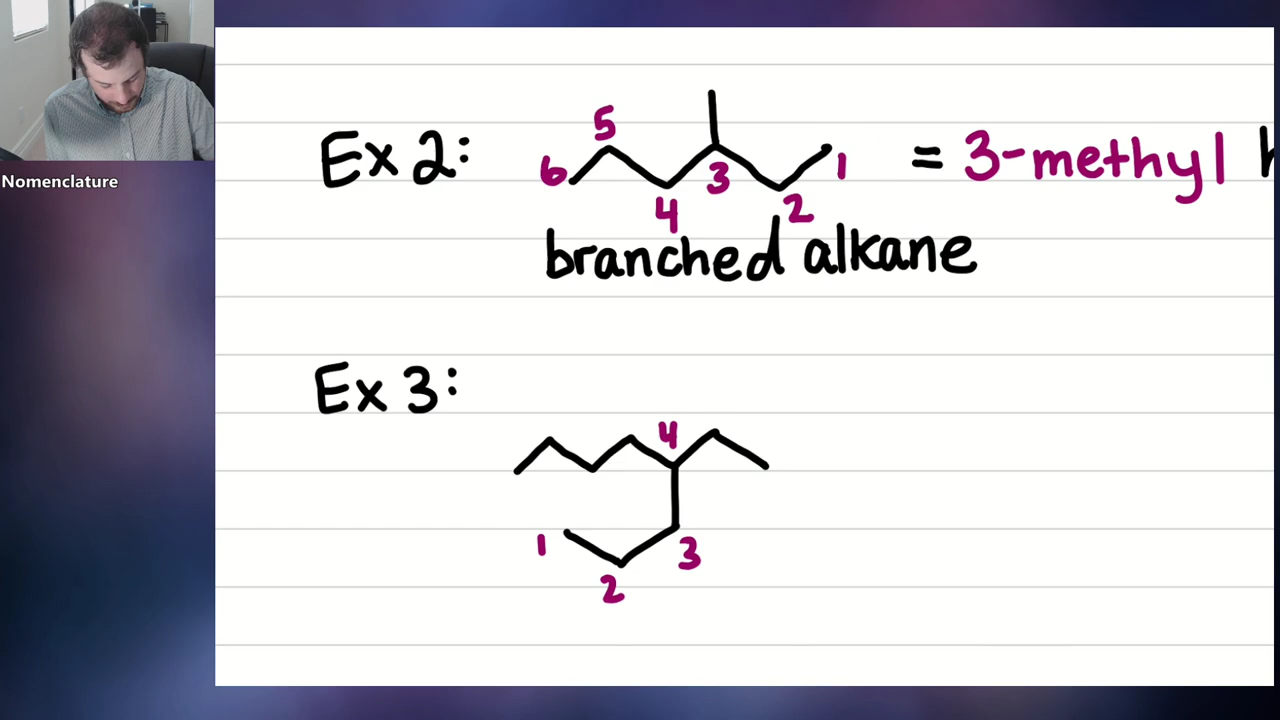 Nomenclature
Ex 2:
5
6 3 1 = 3-methyl h
4 2
branched alkane
Ex 3:
4
1 3
2